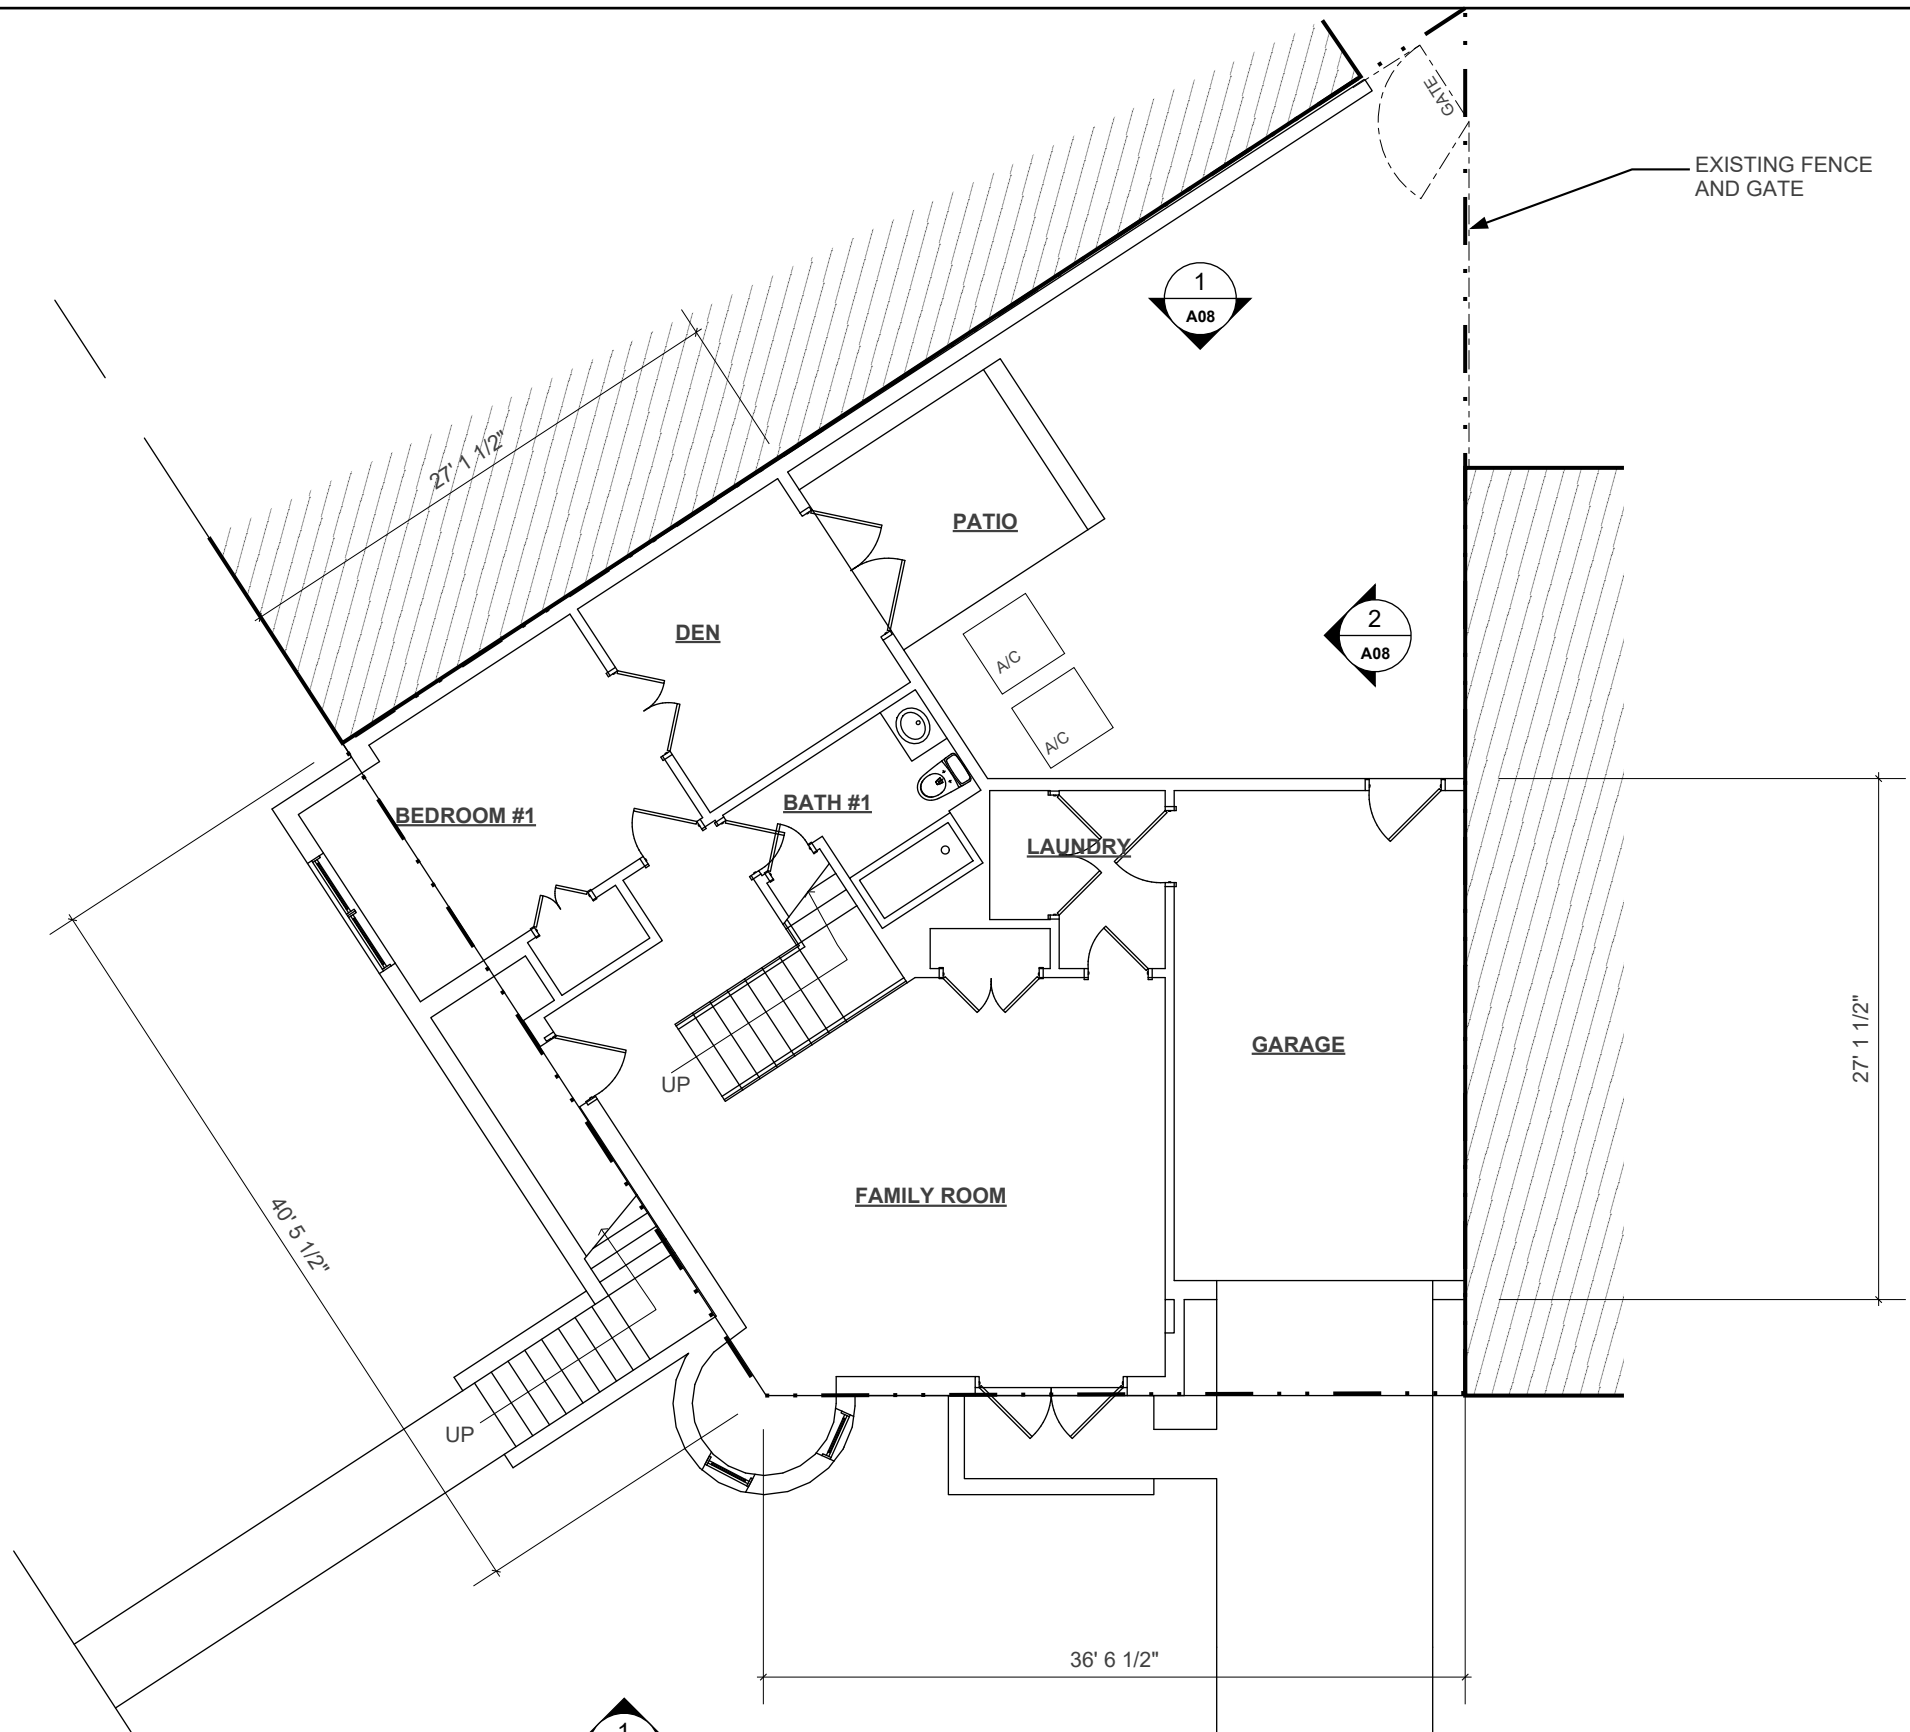 GATE
EXISTING FENCE
AND GATE
1
A08
27' 1 1/2"
PATIO
DEN
2
A08
A/C
A/C
BATH #1
BEDROOM #1
LAUNDRY
GARAGE
27' 1 1/2"
UP
FAMILY ROOM
40' 5 1/2"
UP
36' 6 1/2"
1